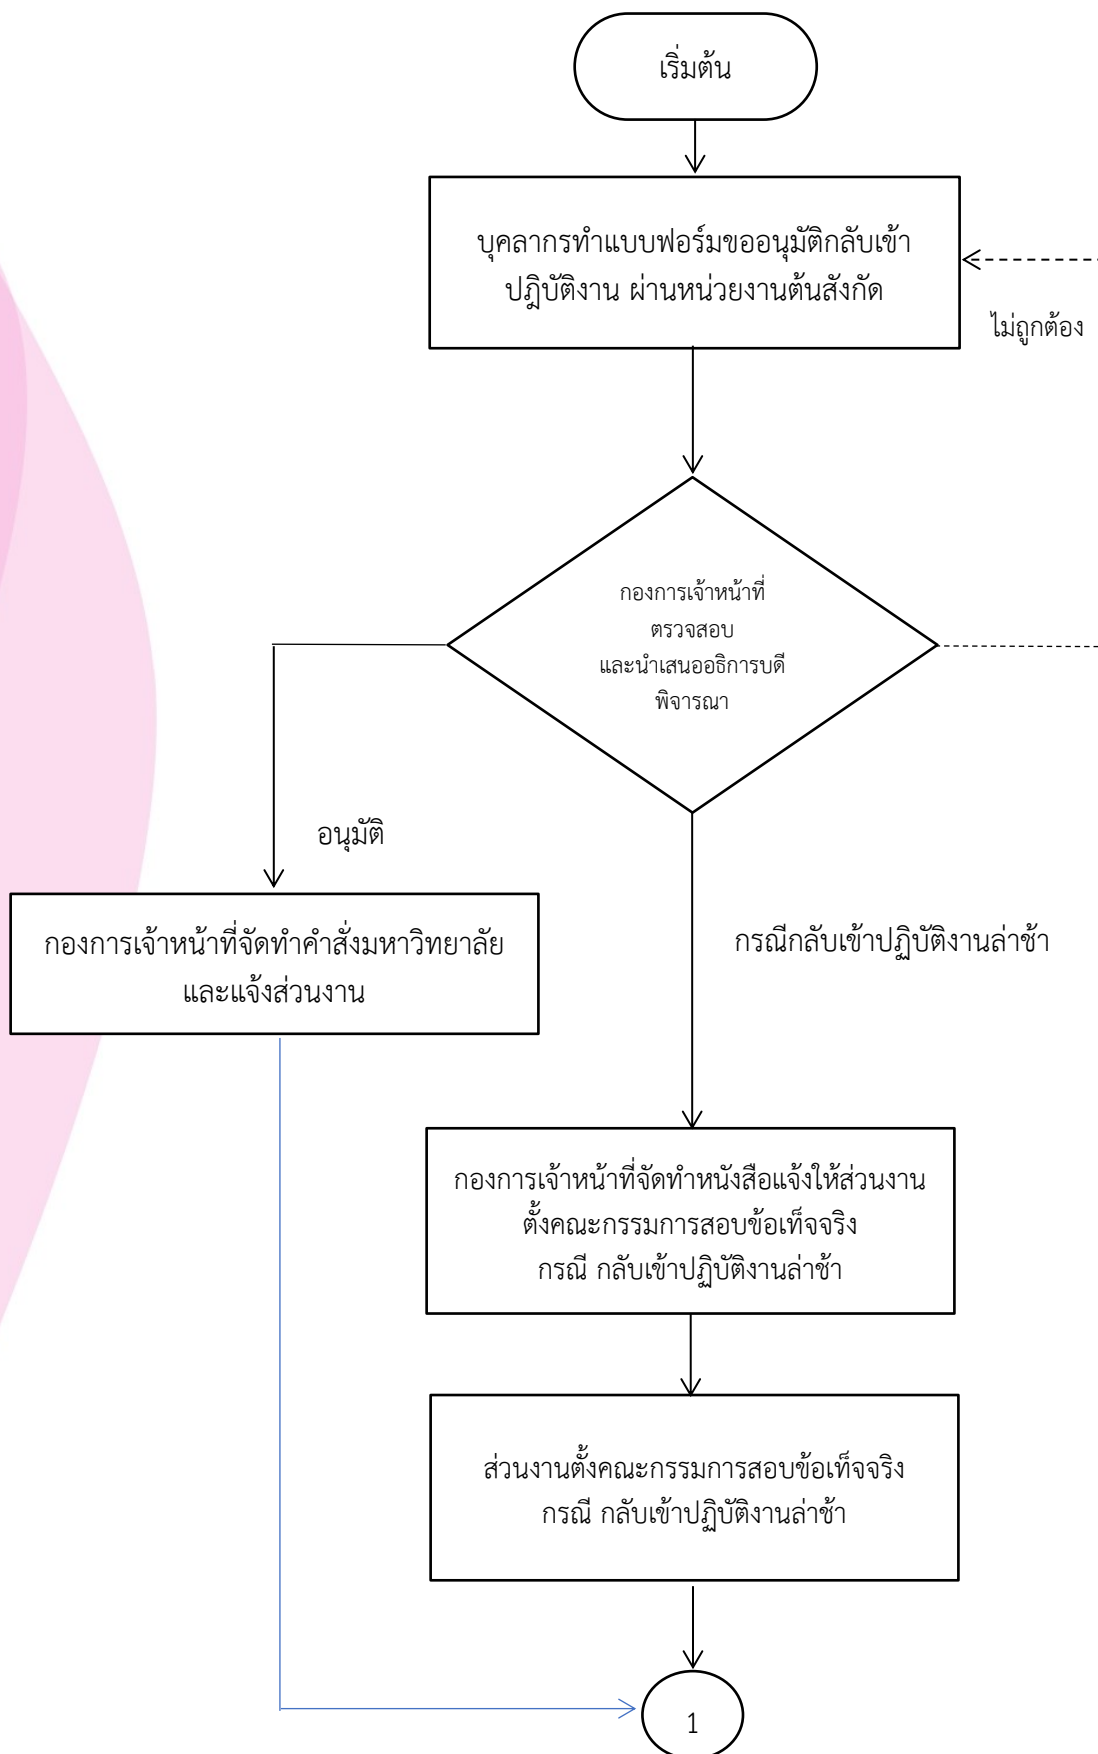 เริ่มต้น
บุคลากรทำแบบฟอร์มขออนุมัติกลับเข้า
ปฎิบัติงาน ผ่านหน่วยงานต้นสังกัด
ไม่ถูกต้อง
กองการเจ้าหน้าที่
ตรวจสอบ
และนำเสนออธิการบดี
พิจารณา
อนุมัติ
กองการเจ้าหน้าที่จัดทำคำสั่งมหาวิทยาลัย
และแจ้งส่วนงาน
กรณีกลับเข้าปฏิบัติงานล่าช้า
กองการเจ้าหน้าที่จัดทำหนังสือแจ้งให้ส่วนงาน
ตั้งคณะกรรมการสอบข้อเท็จจริง
กรณี กลับเข้าปฏิบัติงานล่าช้า
ส่วนงานตั้งคณะกรรมการสอบข้อเท็จจริง
กรณี กลับเข้าปฏิบัติงานล่าช้า
1